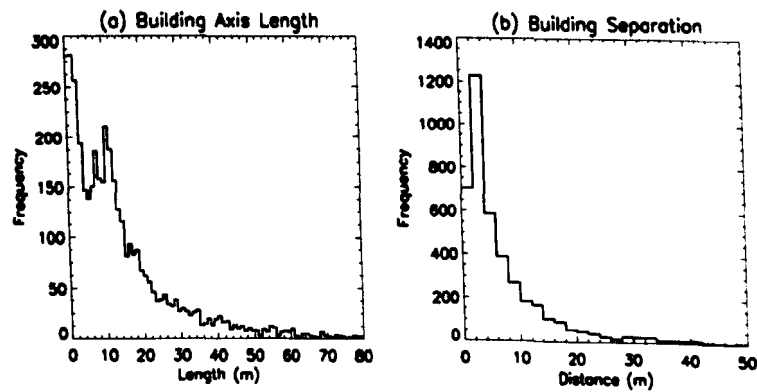 (a) Building Axis Length
300
250
200
150
100
50
0
Frequency
0 10 20 30 40 50 60 70 80
Length (m)
(b) Building Separation
1400
1200
1000
800
600
400
200
0
Frequency
0 10 20 30 40 50
Distance (m)